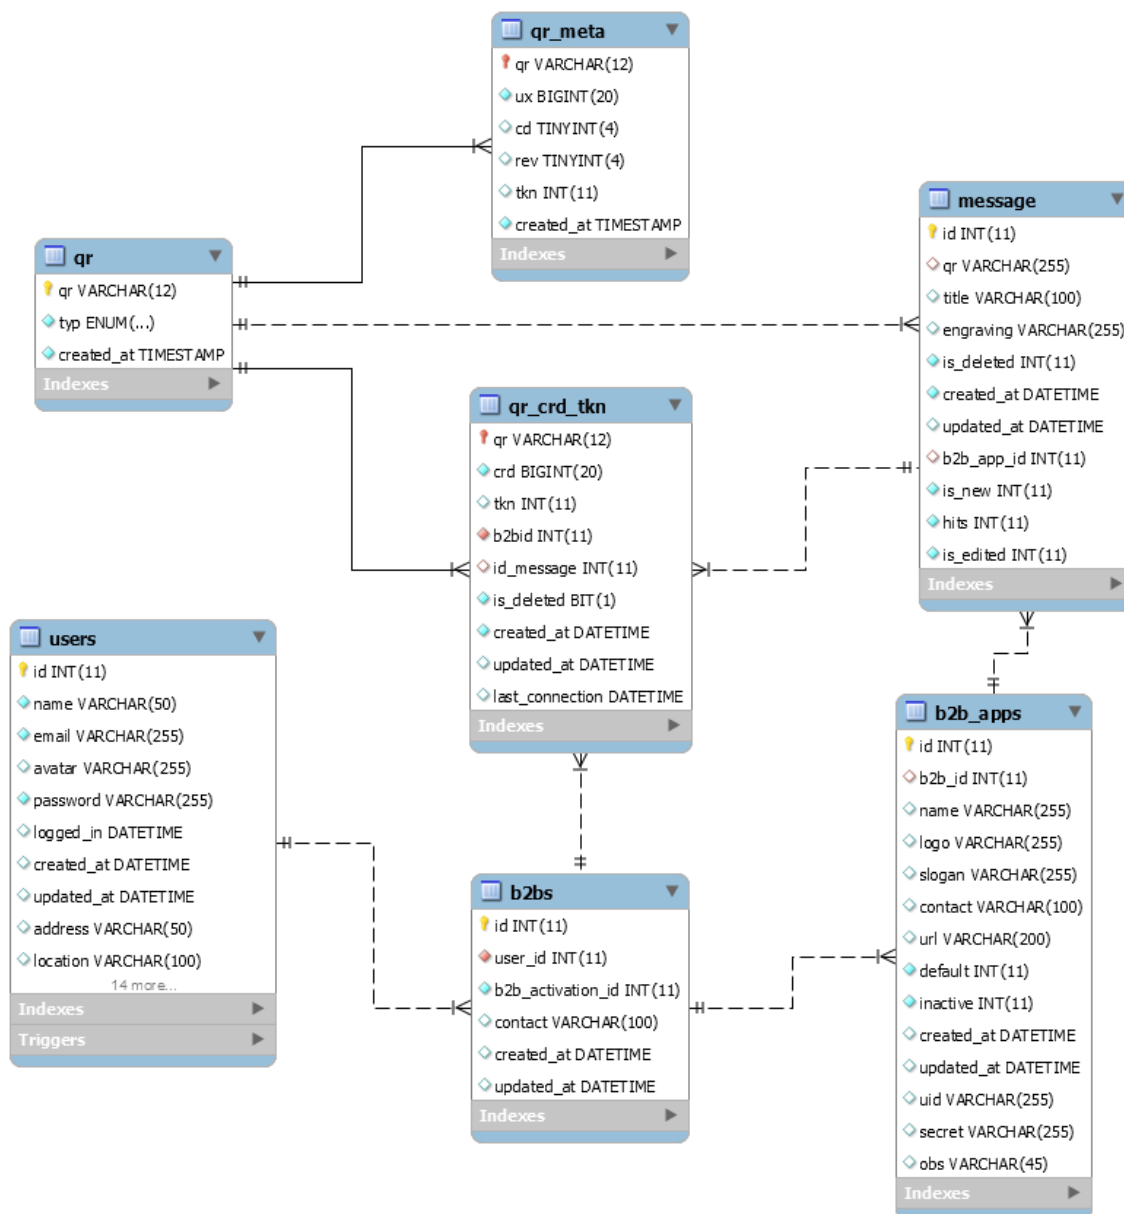 qr_meta
qr VARCHAR(12)
ux BIGINT(20)
cd TINYINT(4)
rev TINYINT(4)
tkn INT(11)
created_at TIMESTAMP
Indexes
message
id INT(11)
qr VARCHAR(255)
title VARCHAR(100)
engraving VARCHAR(255)
is_deleted INT(11)
created_at DATETIME
updated_at DATETIME
b2b_app_id INT(11)
is_new INT(11)
hits INT(11)
is_edited INT(11)
Indexes
qr
qr VARCHAR(12)
typ ENUM(...)
created_at TIMESTAMP
Indexes
qr_crd_tkn
qr VARCHAR(12)
crd BIGINT(20)
tkn INT(11)
b2bid INT(11)
id_message INT(11)
is_deleted BIT(1)
created_at DATETIME
updated_at DATETIME
last_connection DATETIME
Indexes
users
id INT(11)
name VARCHAR(50)
email VARCHAR(255)
avatar VARCHAR(255)
password VARCHAR(255)
logged_in DATETIME
created_at DATETIME
updated_at DATETIME
address VARCHAR(50)
location VARCHAR(100)
14 more...
Indexes
Triggers
b2b_apps
id INT(11)
b2b_id INT(11)
name VARCHAR(255)
logo VARCHAR(255)
slogan VARCHAR(255)
contact VARCHAR(100)
url VARCHAR(200)
default INT(11)
inactive INT(11)
created_at DATETIME
updated_at DATETIME
uid VARCHAR(255)
secret VARCHAR(255)
obs VARCHAR(45)
Indexes
b2bs
id INT(11)
user_id INT(11)
b2b_activation_id INT(11)
contact VARCHAR(100)
created_at DATETIME
updated_at DATETIME
Indexes